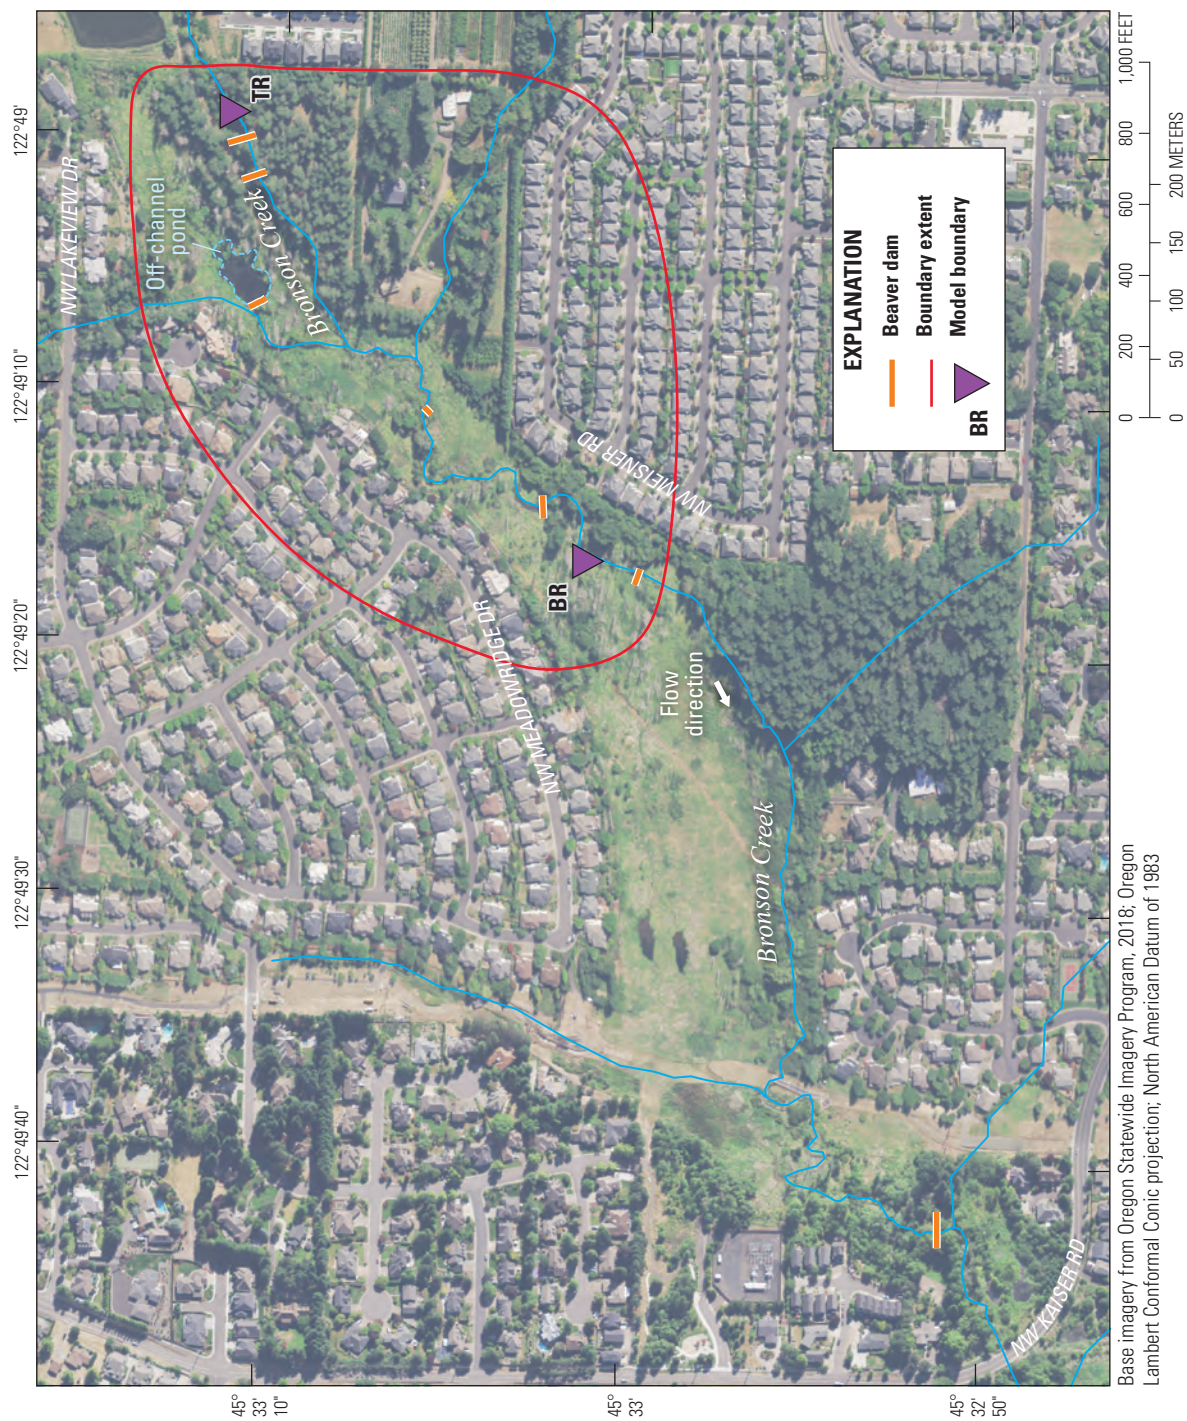 122°49'40"
122°49'30"
122°49'20"
122°49'10"
122°49'
45°
33'10"
45°
33'
45°
32'
50"
NW LAKEVIEW DR
Off-channel
pond
TR
Bronson Creek
NW MEADOWRIDGE DR
BR
NW MEISNER RD
Flow
direction
Bronson Creek
NW KAISER RD
EXPLANATION
Beaver dam
Boundary extent
BR Model boundary
0 200 400 600 800 1,000 FEET
0 50 100 150 200 METERS
Base imagery from Oregon Statewide Imagery Program, 2018; Oregon
Lambert Conformal Conic projection; North American Datum of 1983